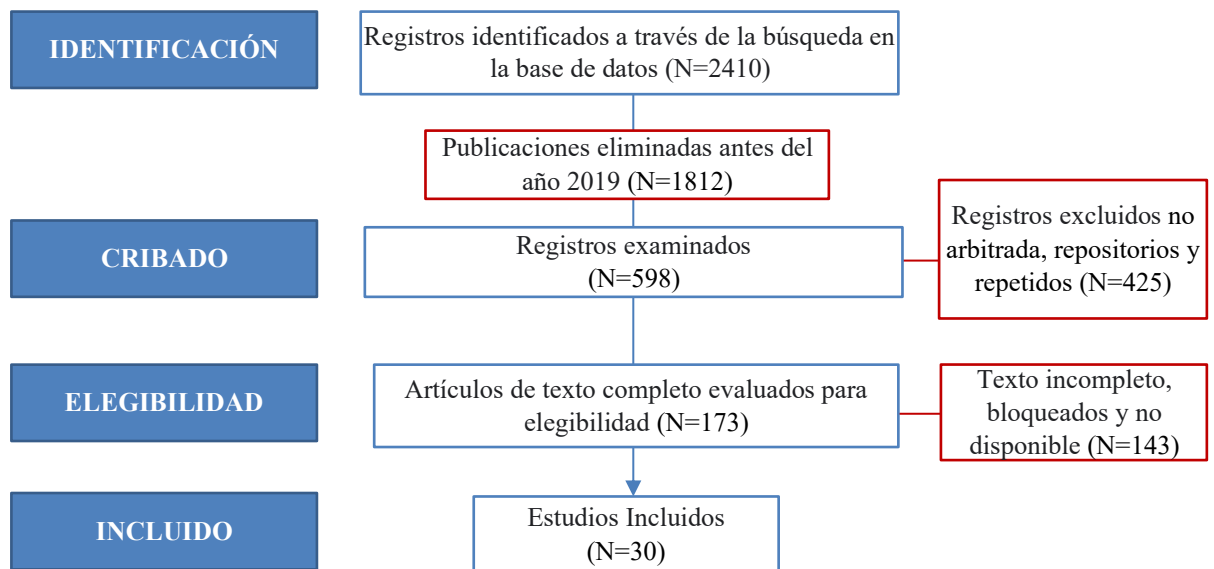 IDENTIFICACIÓN
Registros identificados a través de la búsqueda en
la base de datos (N=2410)
Publicaciones eliminadas antes del
año 2019 (N=1812)
CRIBADO
Registros examinados
(N=598)
Registros excluidos no
arbitrada, repositorios y
repetidos (N=425)
ELEGIBILIDAD
Artículos de texto completo evaluados para
elegibilidad (N=173)
Texto incompleto,
bloqueados y no
disponible (N=143)
INCLUIDO
Estudios Incluidos
(N=30)